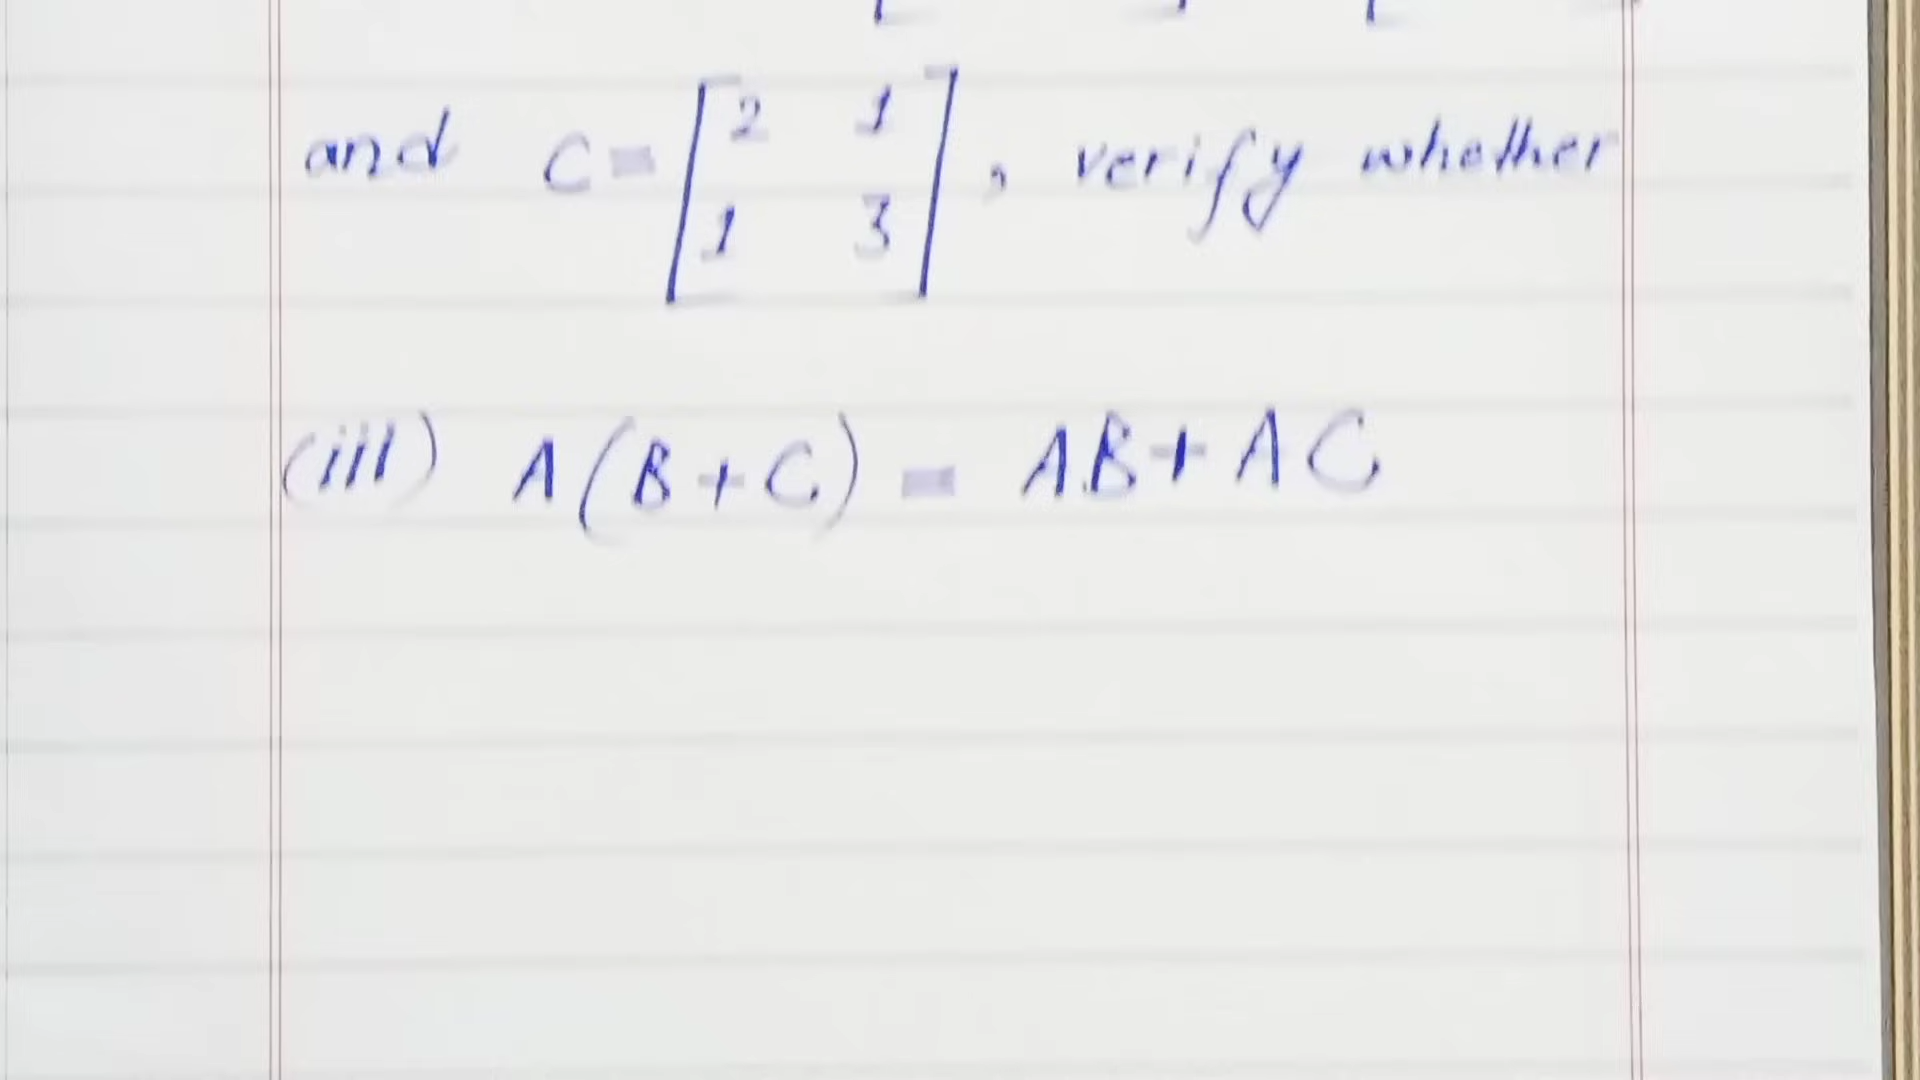 and C = [ 2 1
1 3 ] , verify whether
(iii) A(B+C) = AB+AC